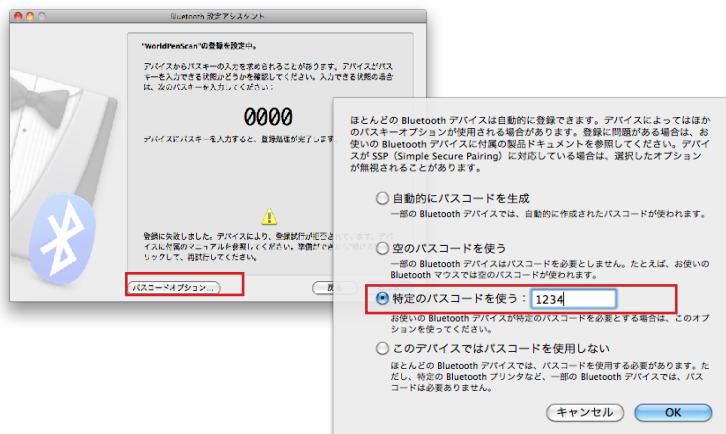 Bluetooth 設定アシスタント
"WorldPenScan"の登録を設定中。
デバイスからパスキーの入力を求められることがあります。デバイスがパス
キーを入力できる状態かどうかを確認してください。入力できる状態の場合
は、次のパスキーを入力してください：
0000
デバイスにパスキーを入力すると、登録処理が完了します。
登録に失敗しました。デバイスにより、登録試行が拒否されています。デバ
イスに付属のマニュアルを参照してください。準備ができ
リックして、再試行してください。
パスコードオプション...
戻る
ほとんどの Bluetooth デバイスは自動的に登録できます。デバイスによってはほか
のパスキーオプションが使用される場合があります。登録に問題がある場合は、お
使いの Bluetooth デバイスに付属の製品ドキュメントを参照してください。デバイ
スが SSP（Simple Secure Pairing）に対応している場合は、選択したオプション
が無視されることがあります。
自動的にパスコードを生成
一部の Bluetooth デバイスでは、自動的に作成されたパスコードが使われます。
空のパスコードを使う
一部の Bluetooth デバイスはパスコードを必要としません。たとえば、お使いの
Bluetooth マウスでは空のパスコードが使われます。
特定のパスコードを使う： 1234
お使いの Bluetooth デバイスが特定のパスコードを必要とする場合は、このオプ
ションを使ってください。
このデバイスではパスコードを使用しない
ほとんどの Bluetooth デバイスでは、パスコードを使用する必要があります。た
だし、特定の Bluetooth プリンタなど、一部の Bluetooth デバイスでは、パス
コードは必要ありません。
キャンセル
OK